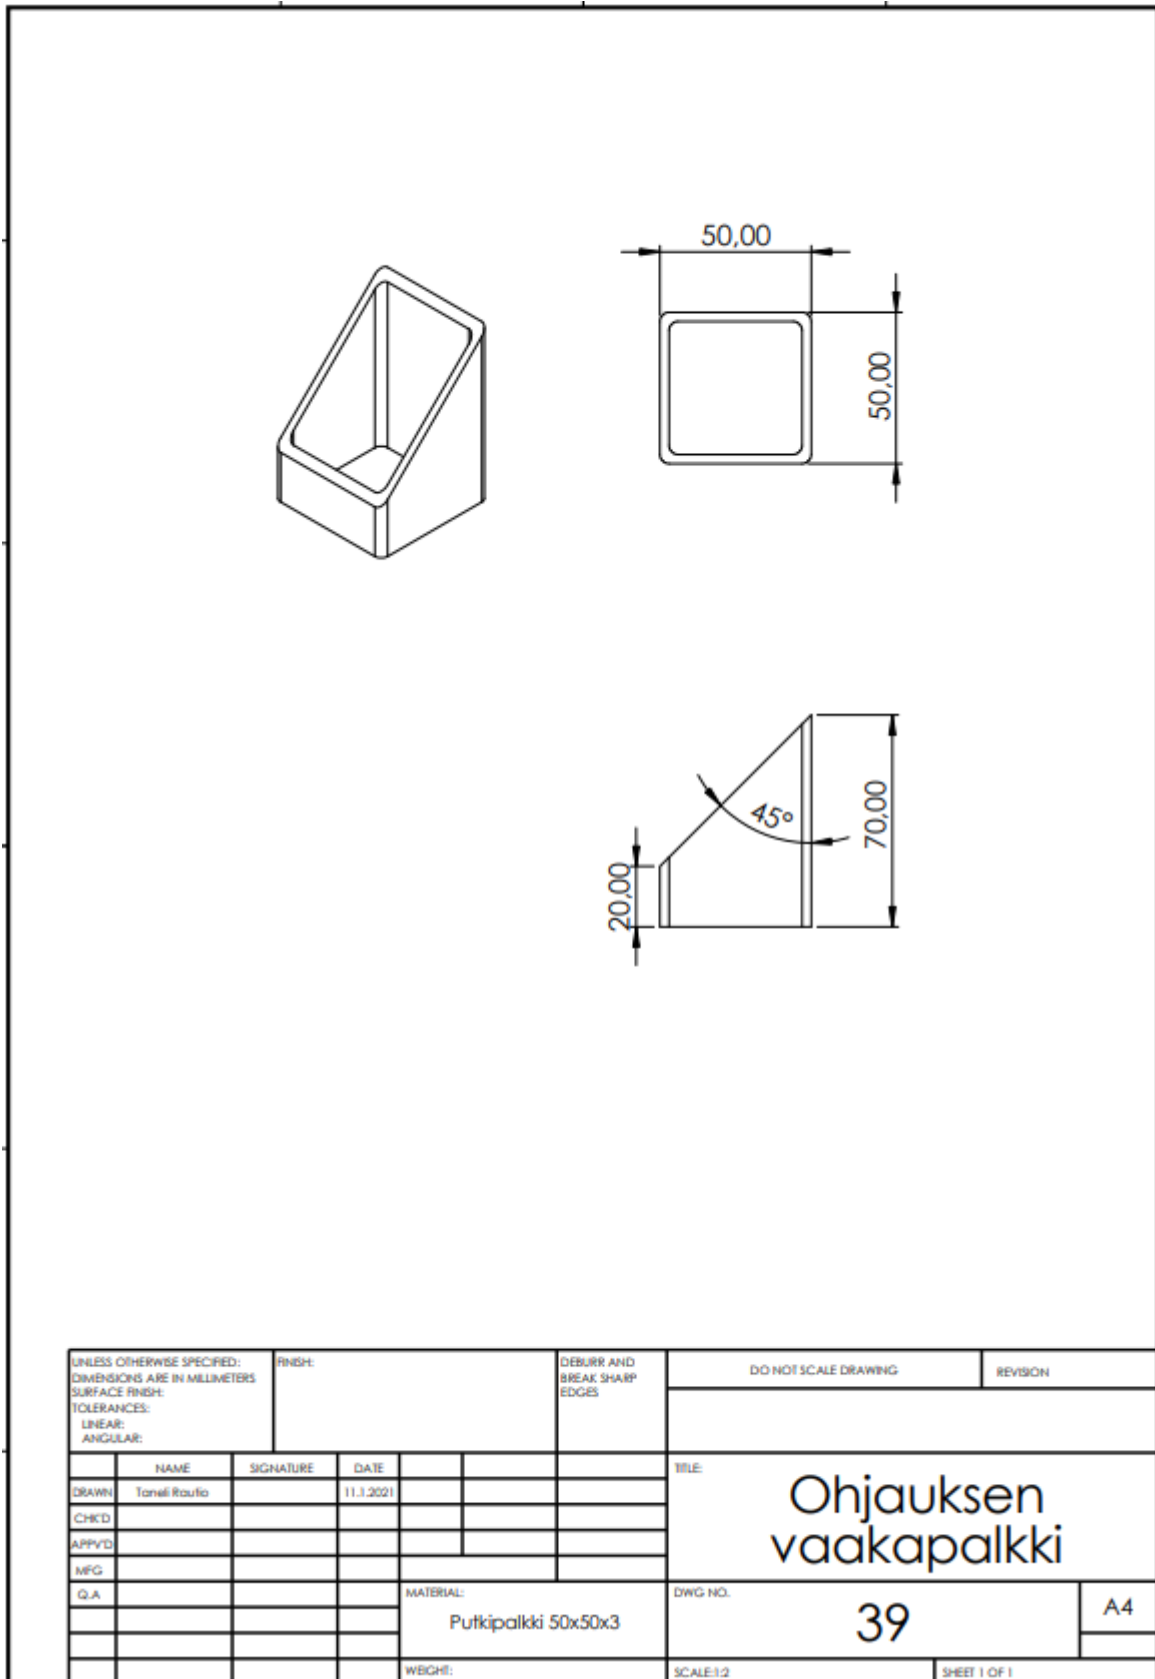 50,00
50,00
45°
70,00
20,00
UNLESS OTHERWISE SPECIFIED:
DIMENSIONS ARE IN MILLIMETERS
SURFACE FINISH:
TOLERANCES:
LINEAR:
ANGULAR:
FINISH:
DEBURR AND
BREAK SHARP
EDGES
DO NOT SCALE DRAWING
REVISION
NAME
SIGNATURE
DATE
DRAWN
Taneli Rautio
11.1.2021
CHK'D
APPV'D
MFG
Q.A
TITLE:
Ohjauksen
vaakapalkki
MATERIAL:
Putkipalkki 50x50x3
DWG NO.
39
A4
WEIGHT:
SCALE:1:2
SHEET 1 OF 1